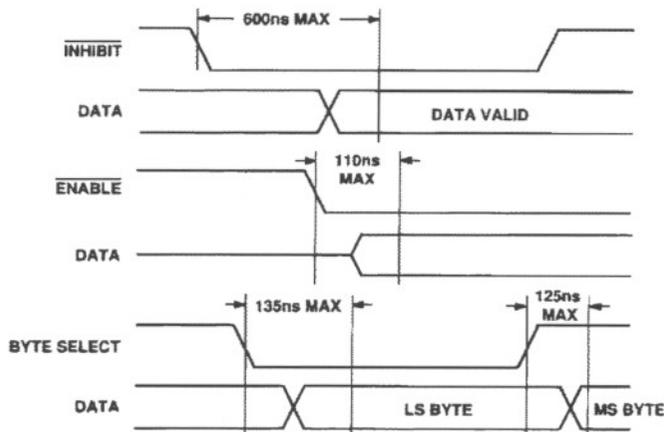 600ns MAX
INHIBIT
DATA
DATA VALID
110ns
MAX
ENABLE
DATA
135ns MAX
125ns
MAX
BYTE SELECT
DATA
LS BYTE
MS BYTE